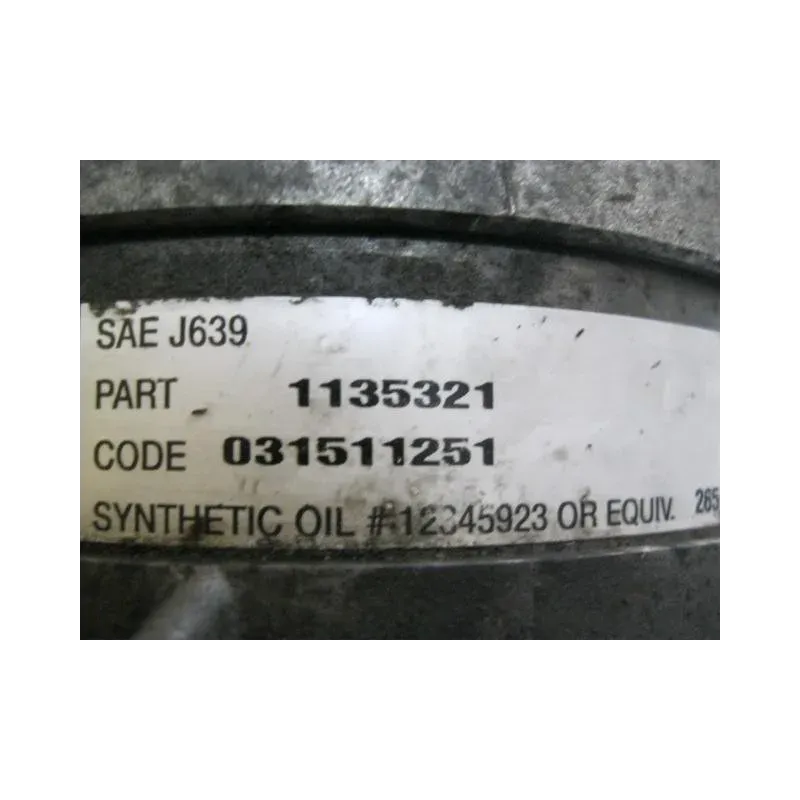 SAE J639
PART 1135321
CODE 031511251
SYNTHETIC OIL # 12345923 OR EQUIV. 265